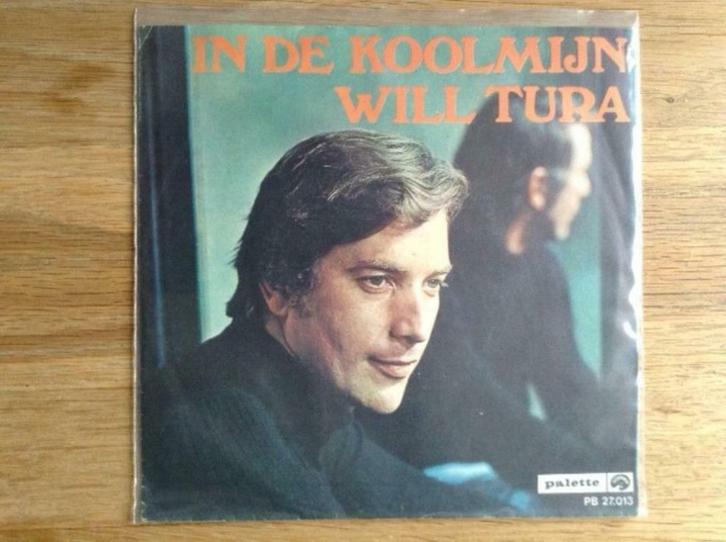 IN DE KOOLMIJN
WILL TURA
palette
PB 27.013